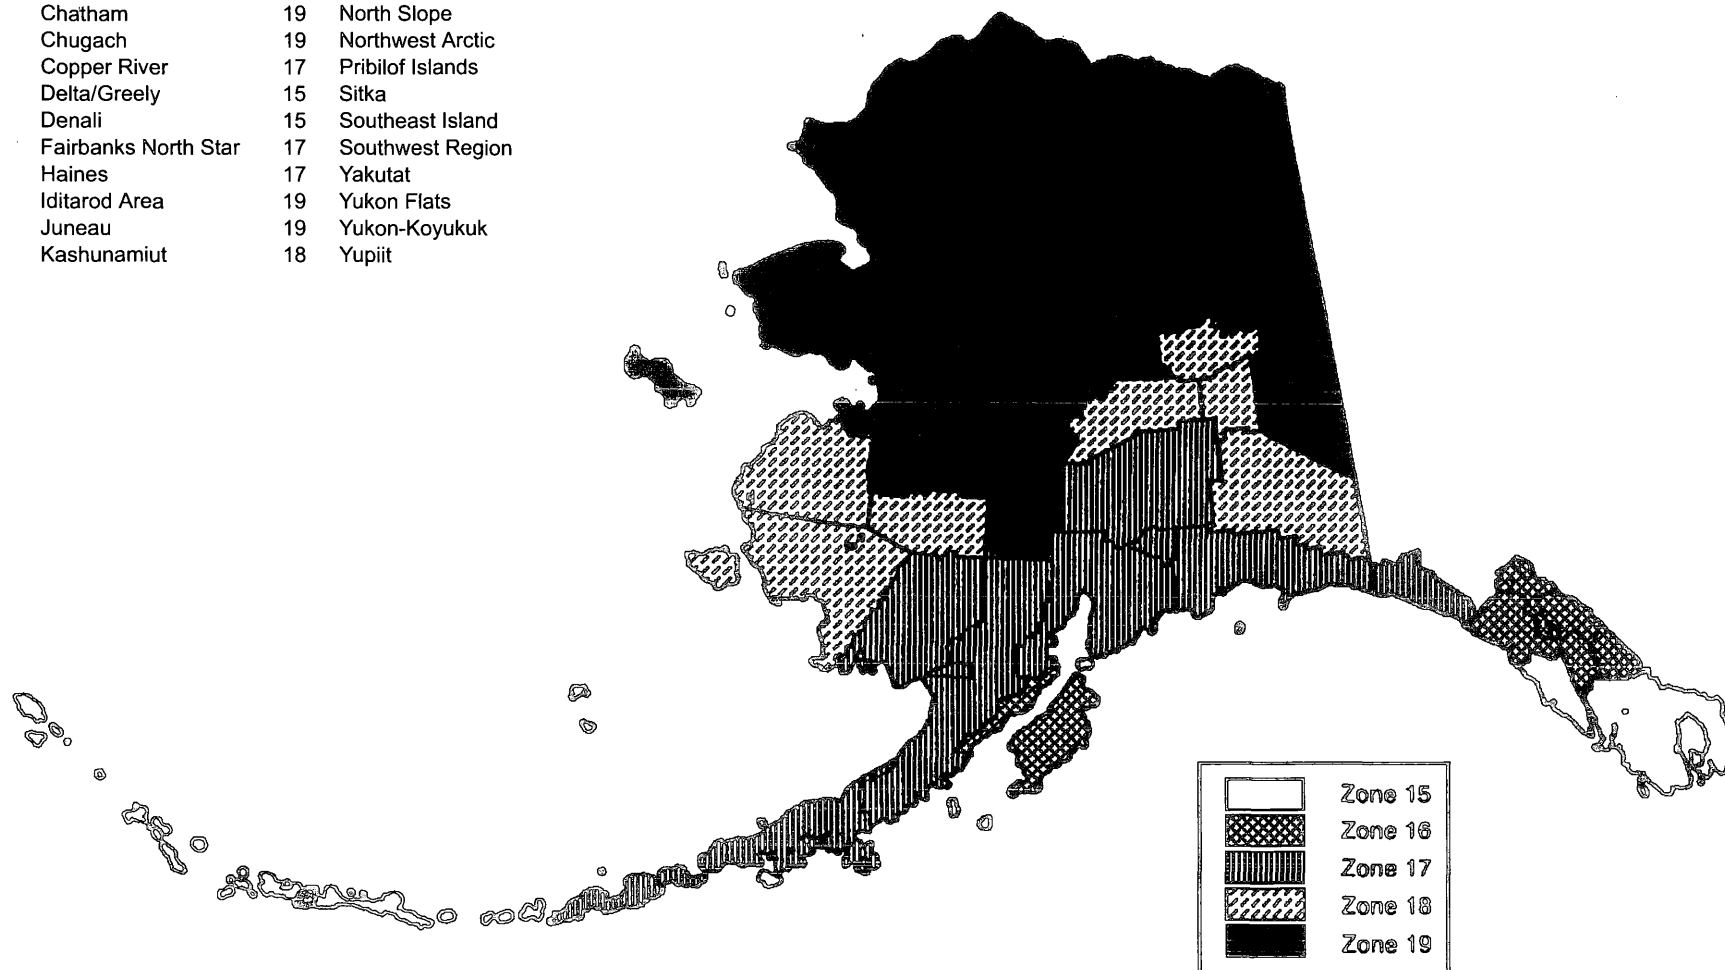 Chatham 19 North Slope
Chugach 19 Northwest Arctic
Copper River 17 Pribilof Islands
Delta/Greely 15 Sitka
Denali 15 Southeast Island
Fairbanks North Star 17 Southwest Region
Haines 17 Yakutat
Iditarod Area 19 Yukon Flats
Juneau 19 Yukon-Koyukuk
Kashunamiut 18 Yupiit
Zone 15
Zone 16
Zone 17
Zone 18
Zone 19